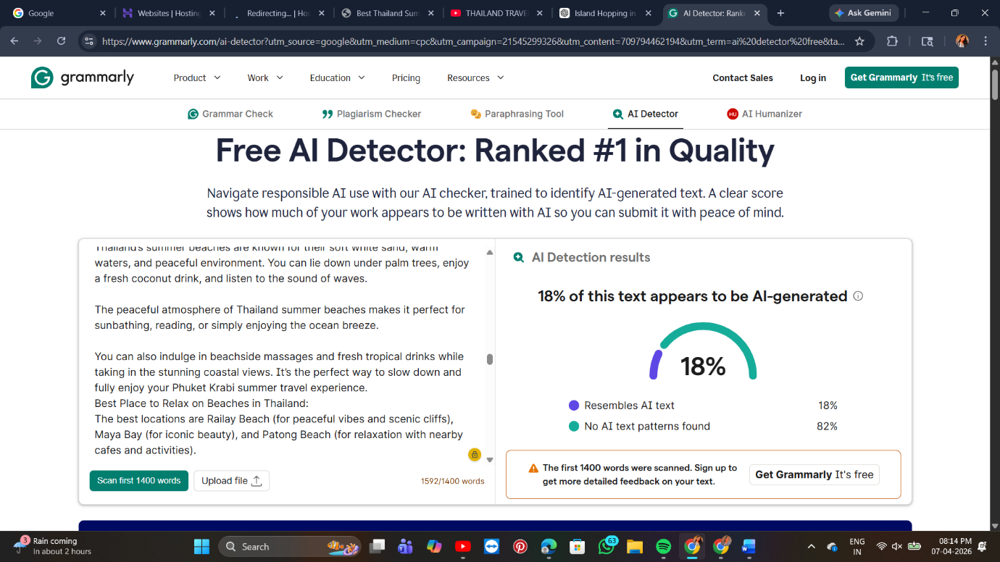 Google
Websites | Hosting
Redirecting... | Hos
Best Thailand Sum
THAILAND TRAVE
Island Hopping in
AI Detector: Ranke
Ask Gemini
https://www.grammarly.com/ai-detector?utm_source=google&utm_medium=cpc&utm_campaign=21545299326&utm_content=709794462194&utm_term=ai%20detector%20free&ta...
grammarly
Product
Work
Education
Pricing
Resources
Contact Sales
Log in
Get Grammarly It's free
Grammar Check
Plagiarism Checker
Paraphrasing Tool
AI Detector
HU AI Humanizer
Free AI Detector: Ranked #1 in Quality
Navigate responsible AI use with our AI checker, trained to identify AI-generated text. A clear score
shows how much of your work appears to be written with AI so you can submit it with peace of mind.
Thailand's summer beaches are known for their soft white sand, warm
waters, and peaceful environment. You can lie down under palm trees, enjoy
a fresh coconut drink, and listen to the sound of waves.
The peaceful atmosphere of Thailand summer beaches makes it perfect for
sunbathing, reading, or simply enjoying the ocean breeze.
You can also indulge in beachside massages and fresh tropical drinks while
taking in the stunning coastal views. It's the perfect way to slow down and
fully enjoy your Phuket Krabi summer travel experience.
Best Place to Relax on Beaches in Thailand:
The best locations are Railay Beach (for peaceful vibes and scenic cliffs),
Maya Bay (for iconic beauty), and Patong Beach (for relaxation with nearby
cafes and activities).
Scan first 1400 words
Upload file
1592/1400 words
AI Detection results
18% of this text appears to be AI-generated
18%
Resembles AI text 18%
No AI text patterns found 82%
The first 1400 words were scanned. Sign up to
get more detailed feedback on your text.
Get Grammarly It's free
3
Rain coming
In about 2 hours
Search
63
ENG
IN
08:14 PM
07-04-2026